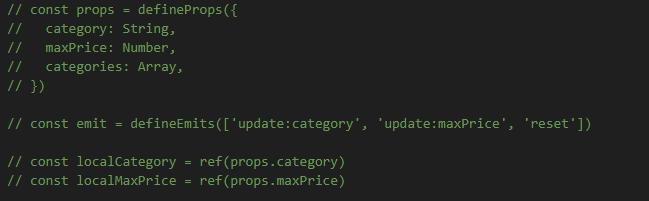 // const props = defineProps({
//   category: String,
//   maxPrice: Number,
//   categories: Array,
// })
// const emit = defineEmits(['update:category', 'update:maxPrice', 'reset'])
// const localCategory = ref(props.category)
// const localMaxPrice = ref(props.maxPrice)